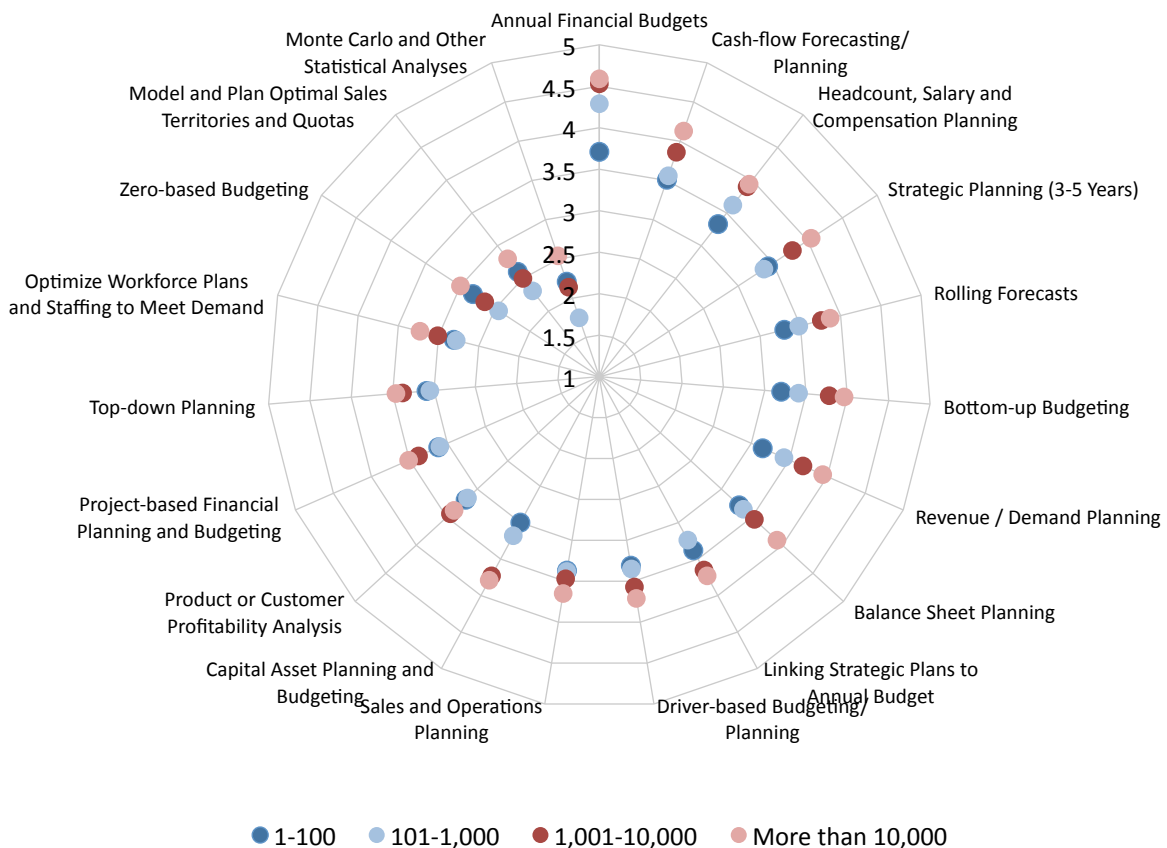 Annual Financial Budgets
Cash-flow Forecasting/
Planning
Headcount, Salary and
Compensation Planning
Strategic Planning (3-5 Years)
Rolling Forecasts
Bottom-up Budgeting
Revenue / Demand Planning
Balance Sheet Planning
Linking Strategic Plans to
Annual Budget
Driver-based Budgeting/
Planning
Sales and Operations
Planning
Capital Asset Planning and
Budgeting
Product or Customer
Profitability Analysis
Project-based Financial
Planning and Budgeting
Top-down Planning
Optimize Workforce Plans
and Staffing to Meet Demand
Zero-based Budgeting
Model and Plan Optimal Sales
Territories and Quotas
Monte Carlo and Other
Statistical Analyses
5
4.5
4
3.5
3
2.5
2
1.5
1
1-100
101-1,000
1,001-10,000
More than 10,000